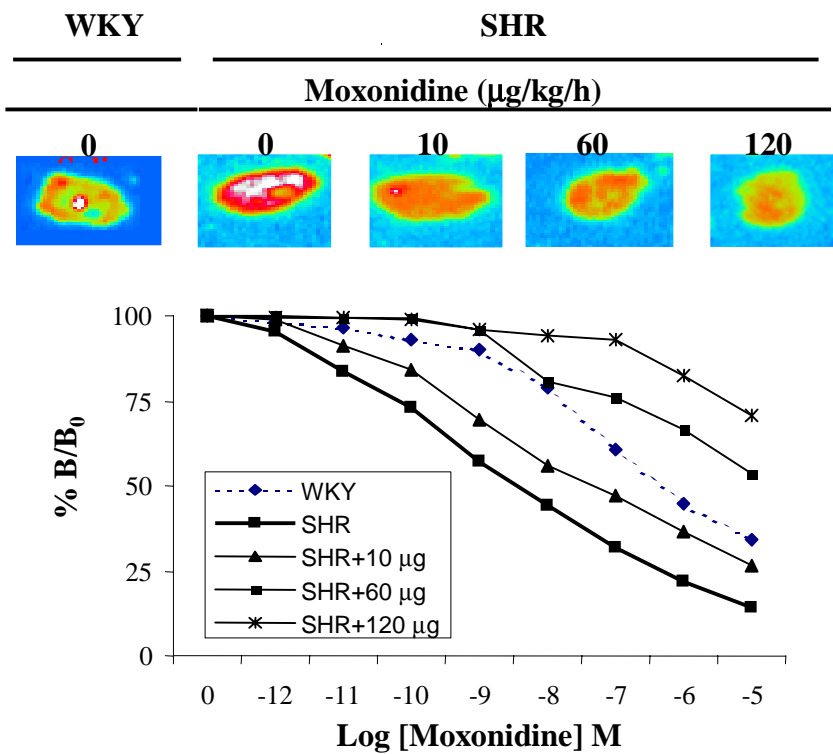 WKY SHR
Moxonidine (μg/kg/h)
0 0 10 60 120
100
75
50
25
0
% B/B₀
WKY
SHR
SHR+10 μg
SHR+60 μg
SHR+120 μg
0 -12 -11 -10 -9 -8 -7 -6 -5
Log [Moxonidine] M